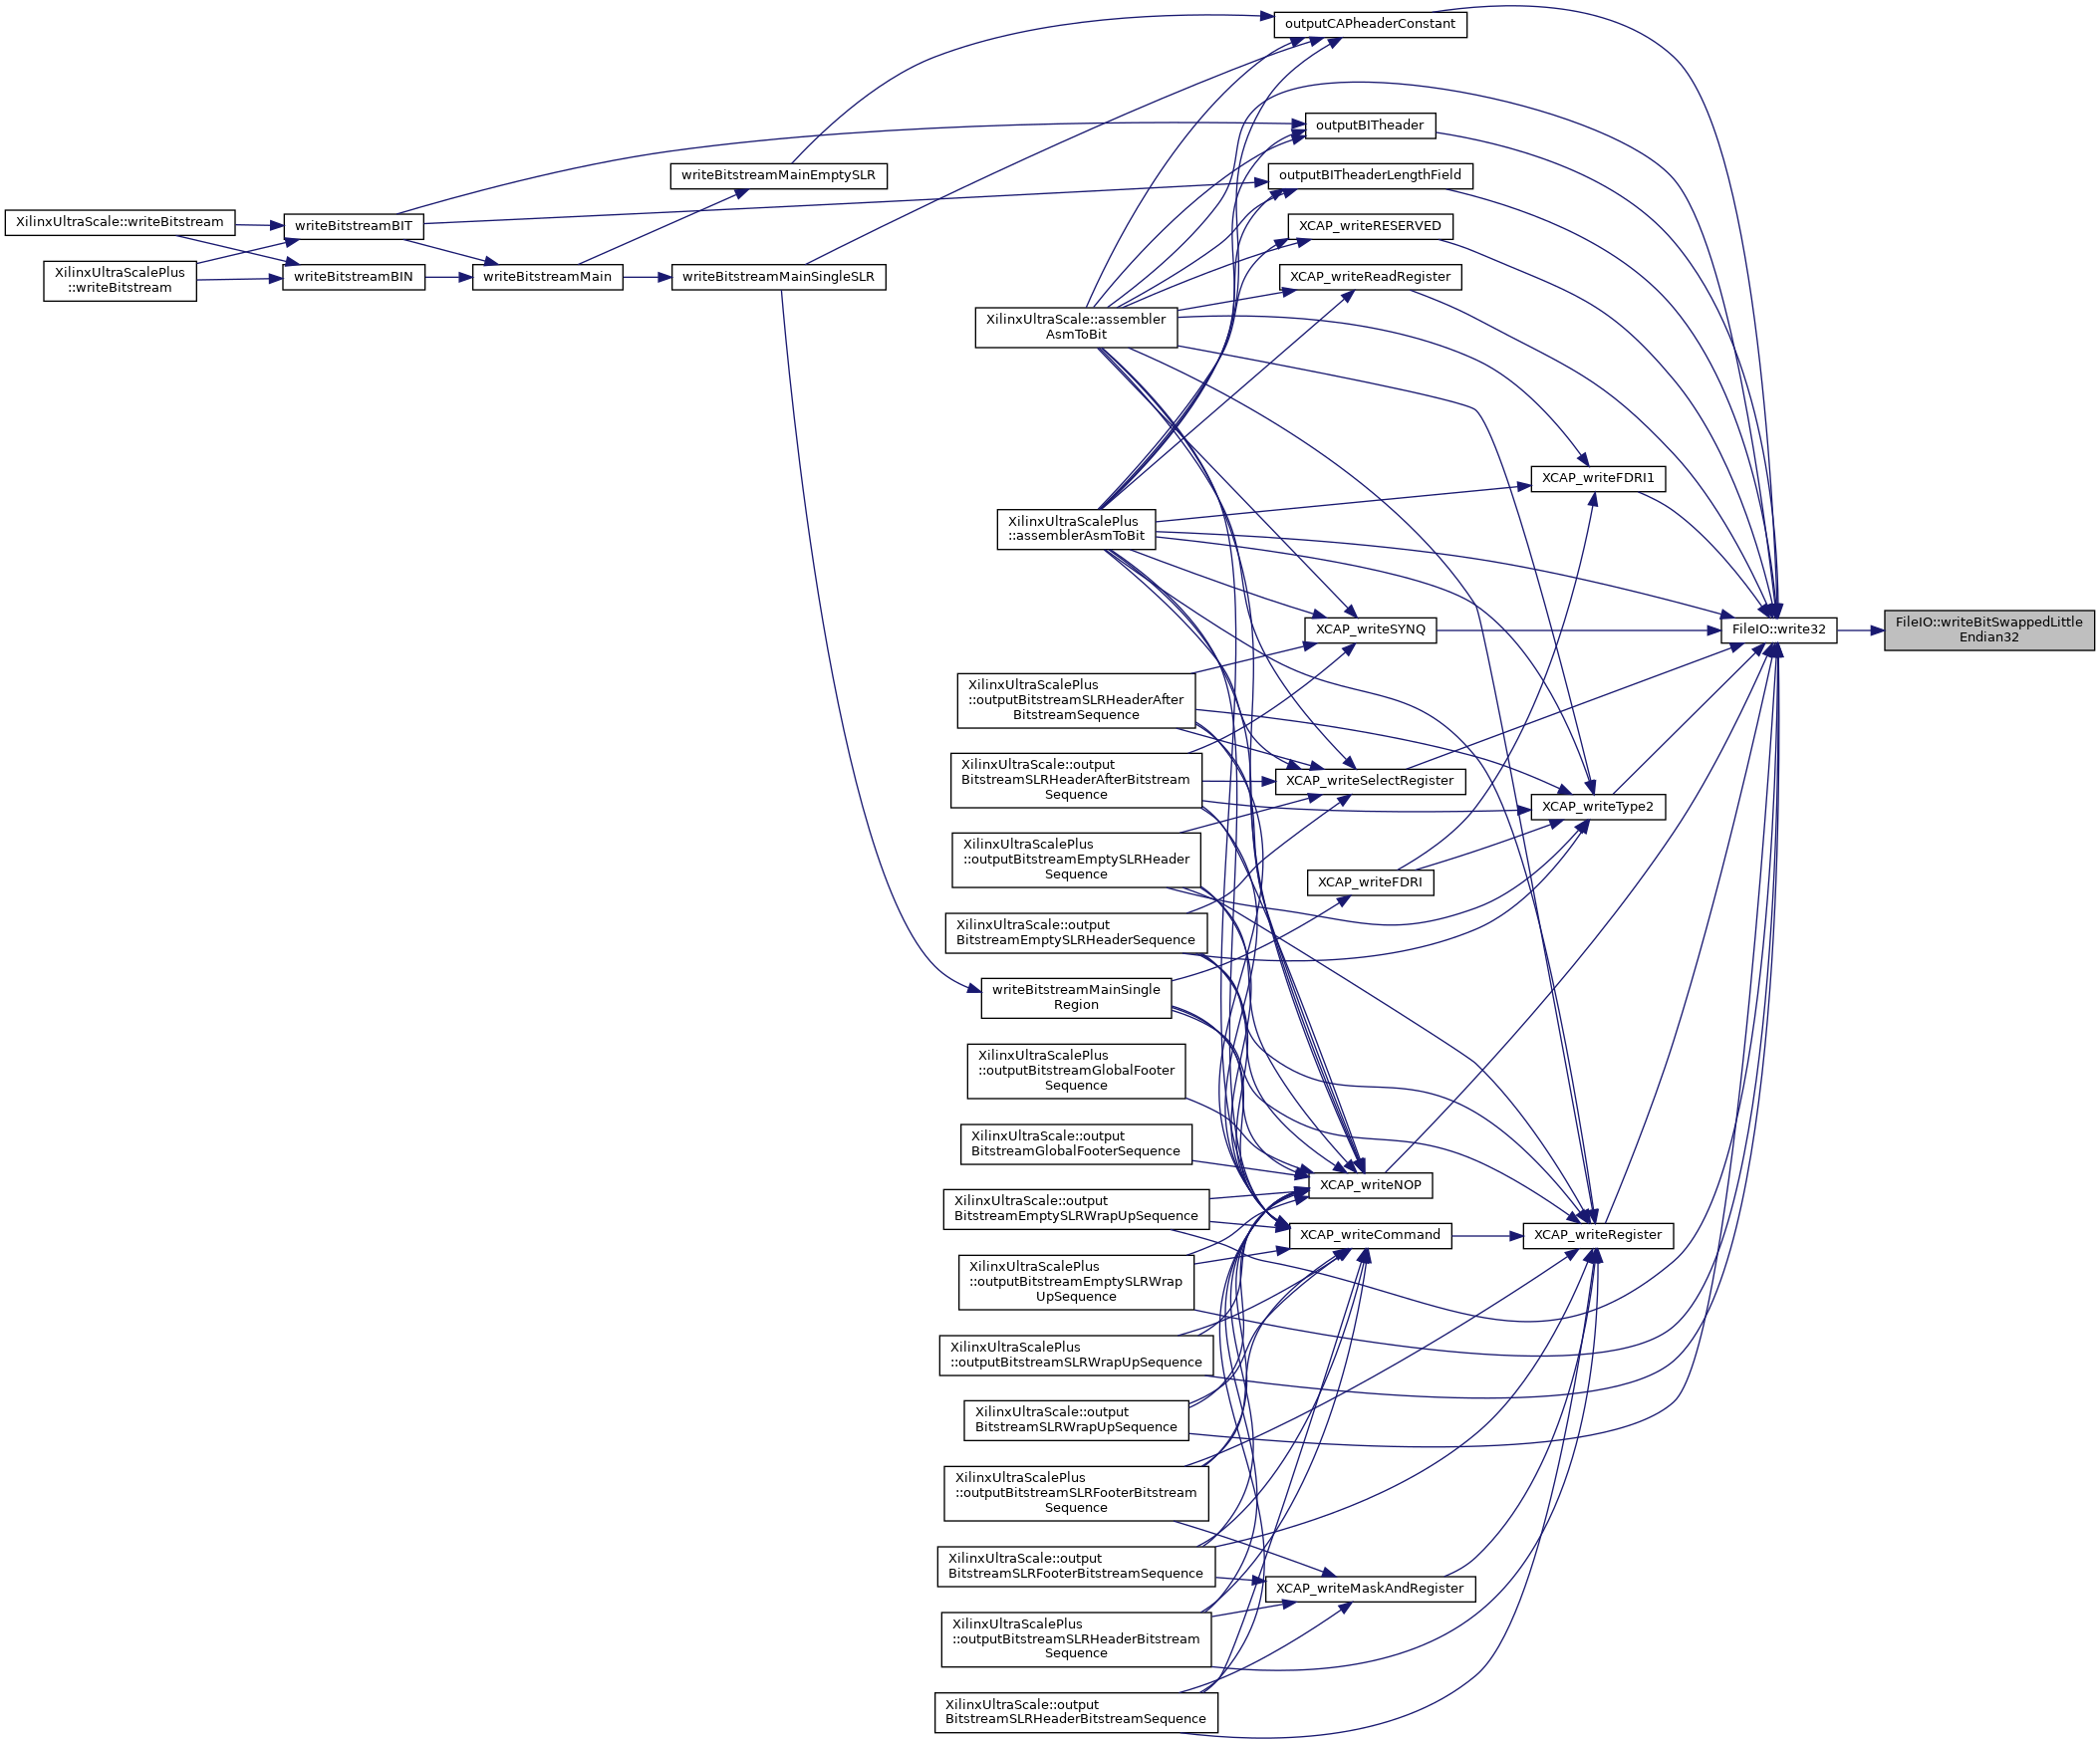 outputCAPheaderConstant
outputBITheader
writeBitstreamMainEmptySLR
outputBITheaderLengthField
XilinxUltraScale::writeBitstream
writeBitstreamBIT
XCAP_writeRESERVED
XilinxUltraScalePlus
::writeBitstream
writeBitstreamBIN
writeBitstreamMain
writeBitstreamMainSingleSLR
XCAP_writeReadRegister
XilinxUltraScale::assembler
AsmToBit
XCAP_writeFDRI1
XilinxUltraScalePlus
::assemblerAsmToBit
XCAP_writeSYNQ
FileIO::write32
FileIO::writeBitSwappedLittle
Endian32
XilinxUltraScalePlus
::outputBitstreamSLRHeaderAfter
BitstreamSequence
XilinxUltraScale::output
BitstreamSLRHeaderAfterBitstream
Sequence
XCAP_writeSelectRegister
XCAP_writeType2
XilinxUltraScalePlus
::outputBitstreamEmptySLRHeader
Sequence
XCAP_writeFDRI
XilinxUltraScale::output
BitstreamEmptySLRHeaderSequence
writeBitstreamMainSingle
Region
XilinxUltraScalePlus
::outputBitstreamGlobalFooter
Sequence
XilinxUltraScale::output
BitstreamGlobalFooterSequence
XCAP_writeNOP
XilinxUltraScale::output
BitstreamEmptySLRWrapUpSequence
XCAP_writeCommand
XCAP_writeRegister
XilinxUltraScalePlus
::outputBitstreamEmptySLRWrap
UpSequence
XilinxUltraScalePlus
::outputBitstreamSLRWrapUpSequence
XilinxUltraScale::output
BitstreamSLRWrapUpSequence
XilinxUltraScalePlus
::outputBitstreamSLRFooterBitstream
Sequence
XilinxUltraScale::output
BitstreamSLRFooterBitstreamSequence
XCAP_writeMaskAndRegister
XilinxUltraScalePlus
::outputBitstreamSLRHeaderBitstream
Sequence
XilinxUltraScale::output
BitstreamSLRHeaderBitstreamSequence